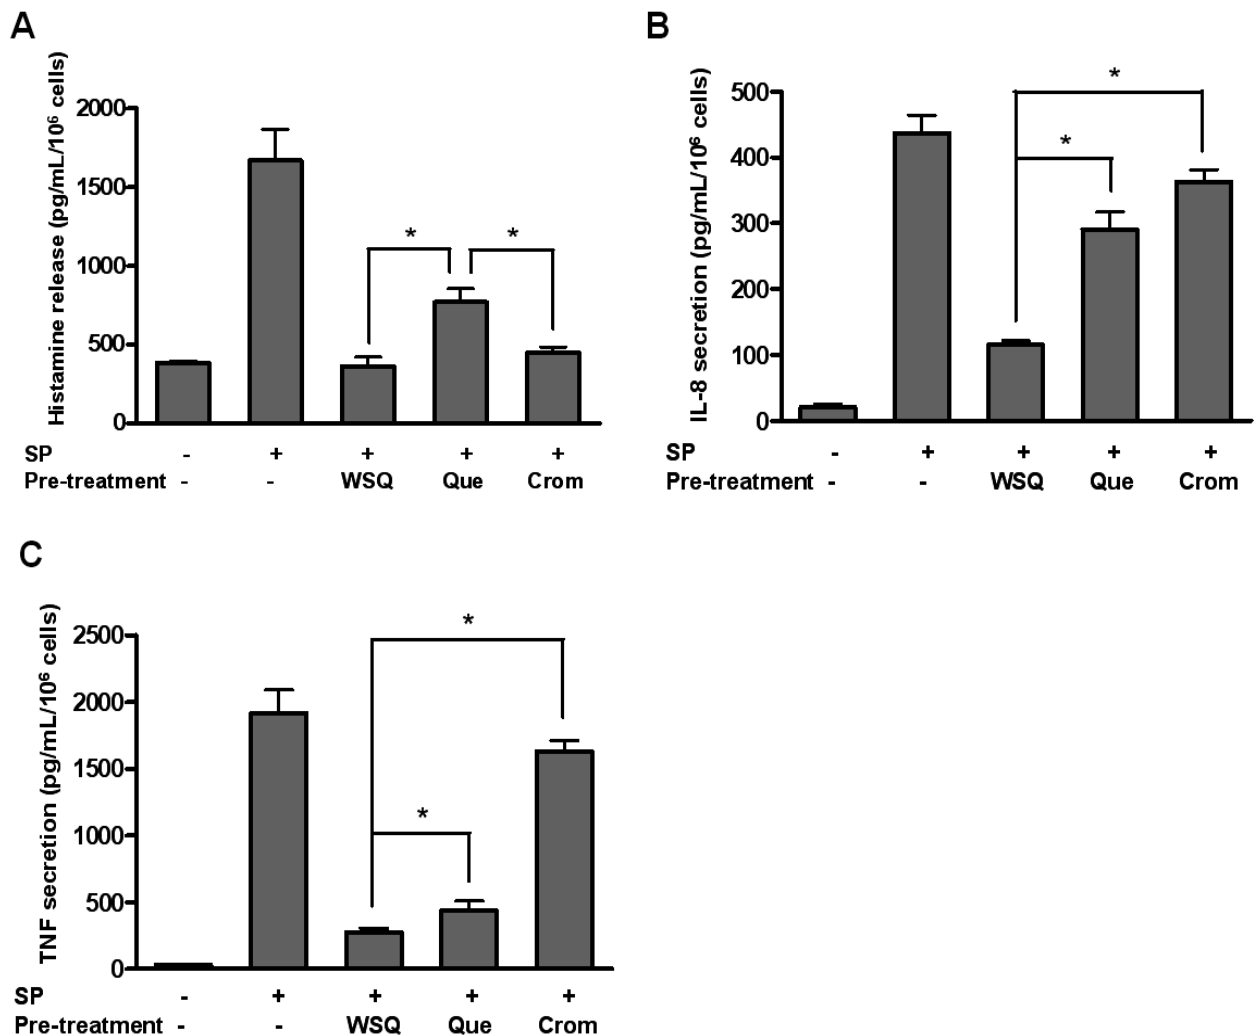 A
Histamine release (pg/mL/10⁶ cells)
2000
1500
1000
500
0
*
*
SP - + + + +
Pre-treatment - - WSQ Que Crom
B
IL-8 secretion (pg/mL/10⁶ cells)
500
400
300
200
100
0
*
*
SP - + + + +
Pre-treatment - - WSQ Que Crom
C
TNF secretion (pg/mL/10⁶ cells)
2500
2000
1500
1000
500
0
*
*
SP - + + + +
Pre-treatment - - WSQ Que Crom